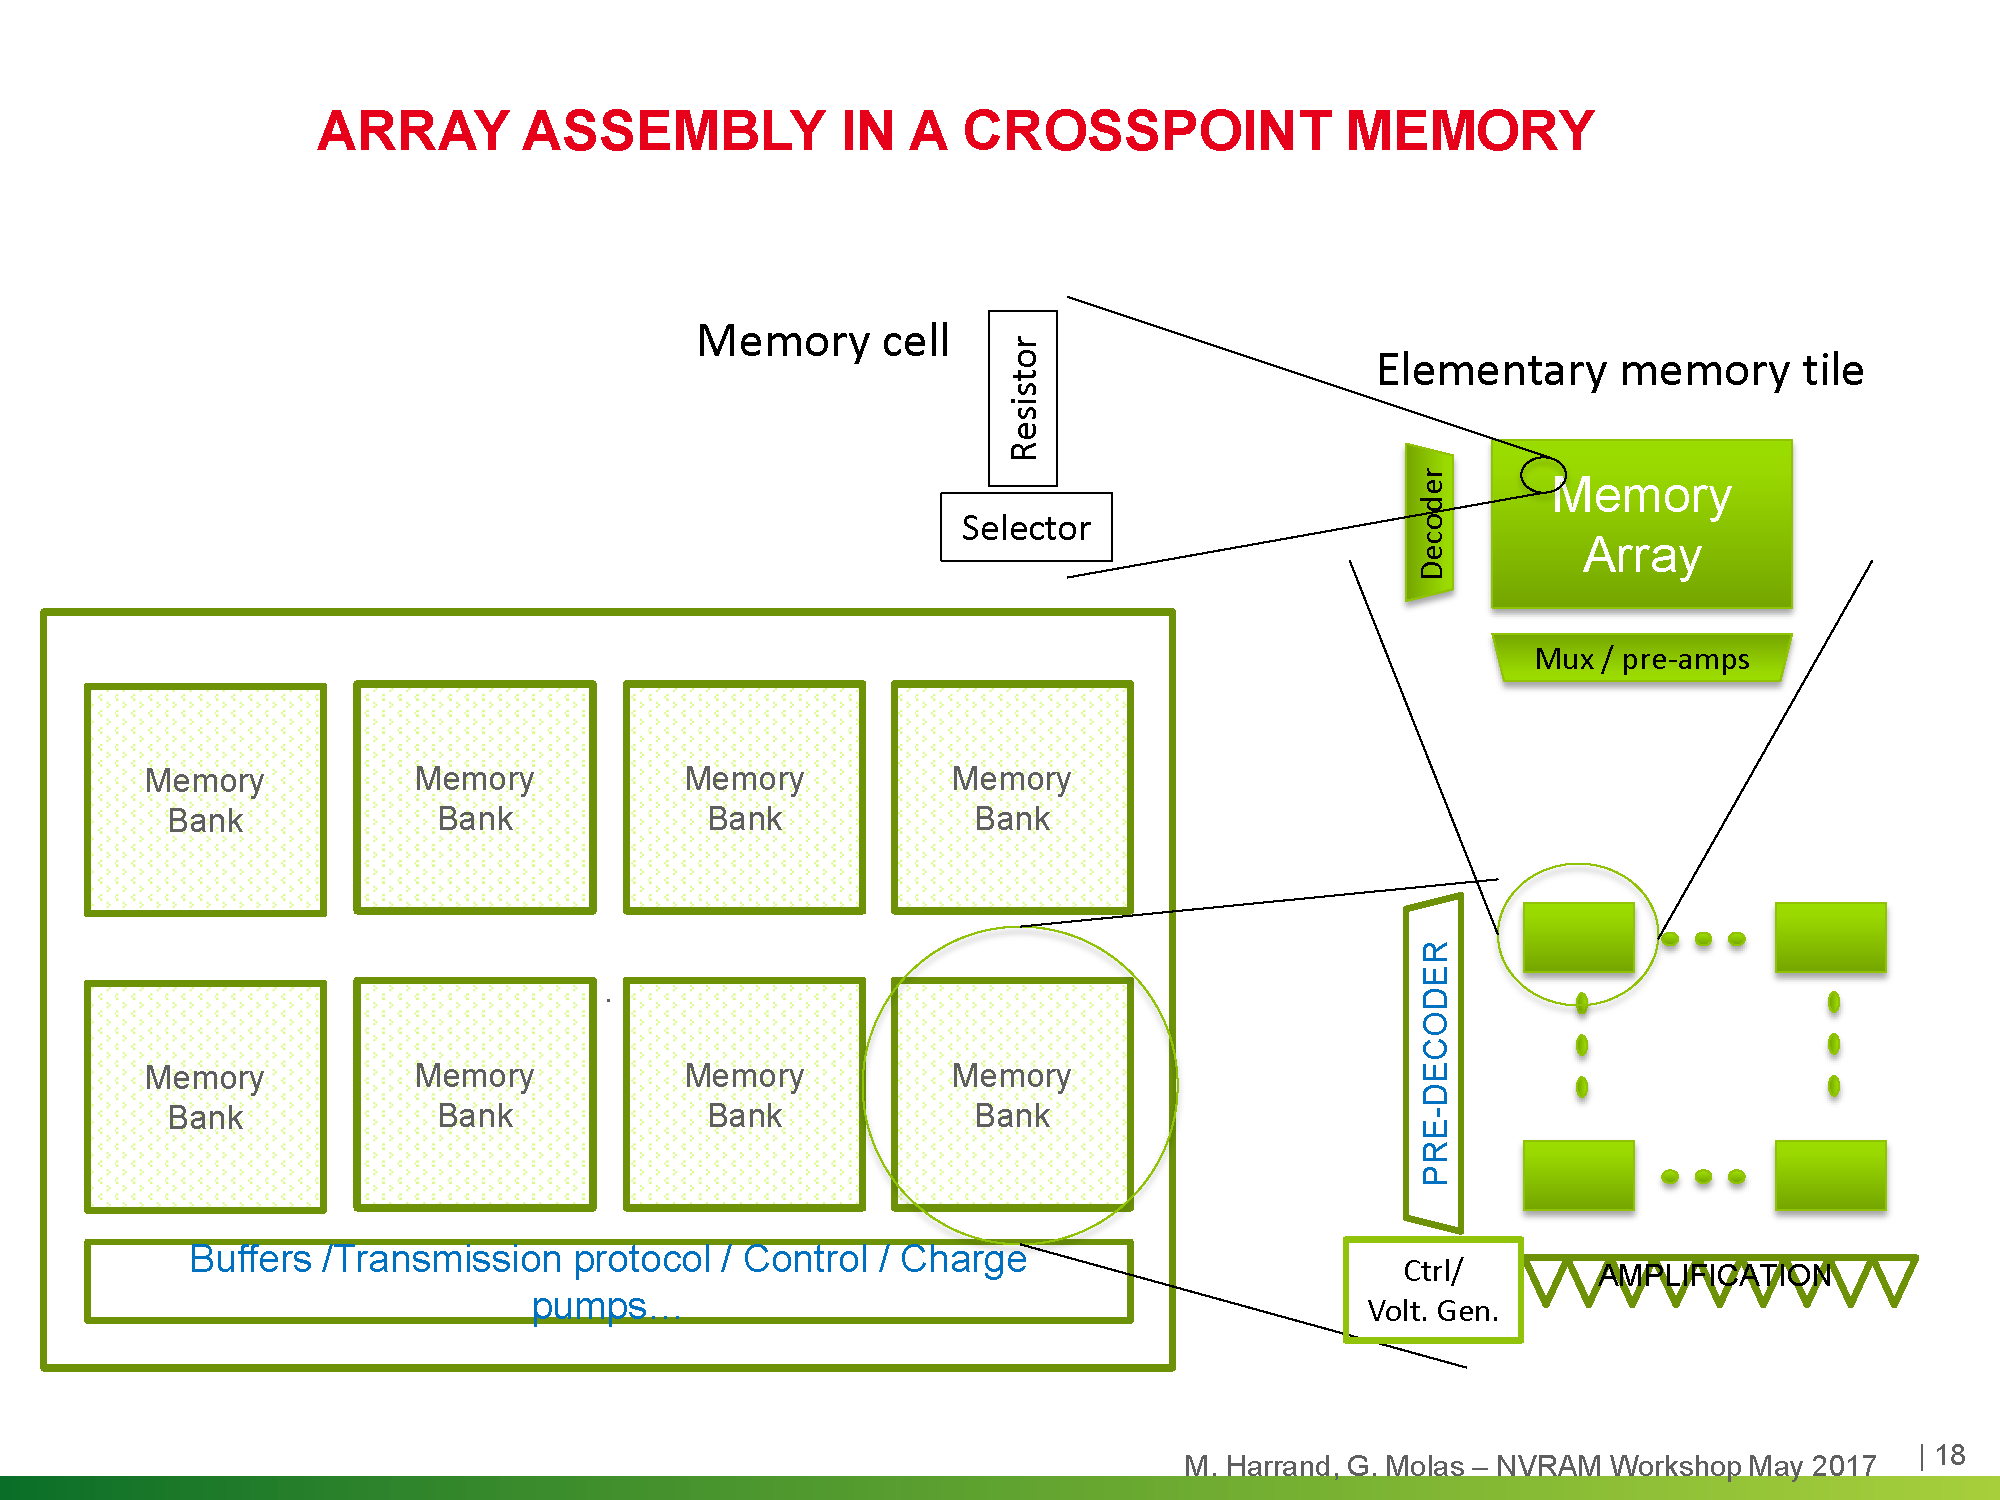 ARRAY ASSEMBLY IN A CROSSPOINT MEMORY
Memory cell
Resistor
Selector
Elementary memory tile
Decoder
Memory
Array
Mux / pre-amps
Memory
Bank
Memory
Bank
Memory
Bank
Memory
Bank
Memory
Bank
.
Memory
Bank
Memory
Bank
Memory
Bank
Buffers /Transmission protocol / Control / Charge
pumps…
PRE-DECODER
Ctrl/
Volt. Gen.
AMPLIFICATION
M. Harrand, G. Molas – NVRAM Workshop May 2017
| 18